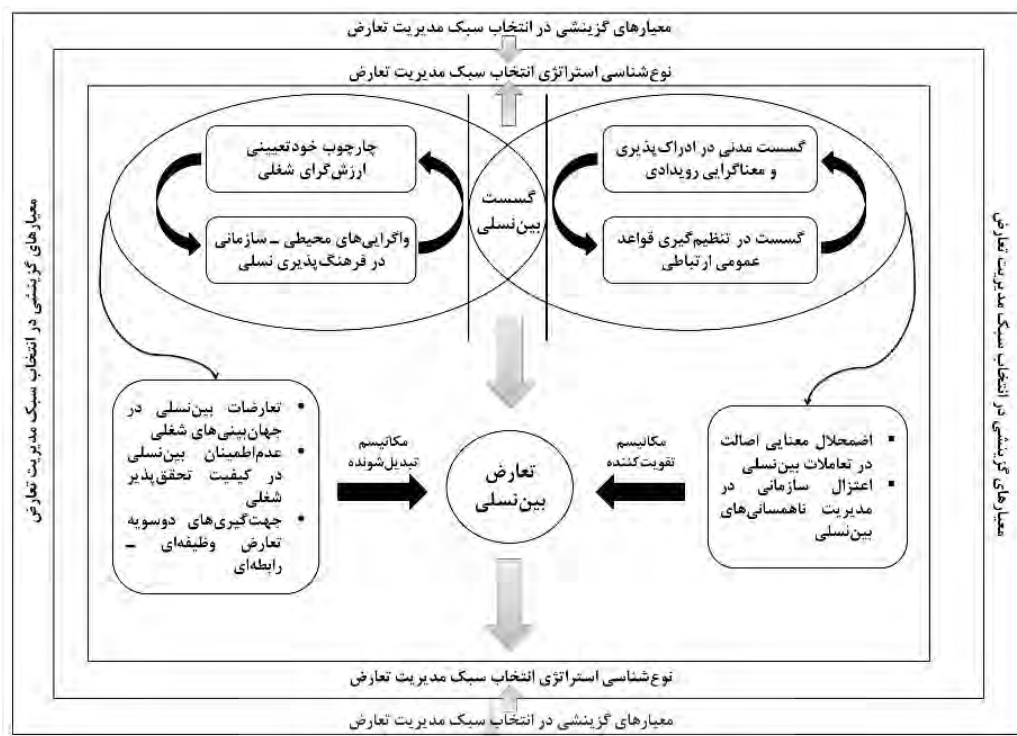 معیارهای گزینشی در انتخاب سبک مدیریت تعارض
نوع‌شناسی استراتژی انتخاب سبک مدیریت تعارض
معیارهای گزینشی در انتخاب سبک مدیریت تعارض
گسست مدنی در ادراک‌پذیری
و معناگرایی رویدادی
گسست در تنظیم‌گیری قواعد
عمومی ارتباطی
گسست
بین‌نسلی
چارچوب خودتعیینی
ارزش‌گرای شغلی
واگرایی‌های محیطی – سازمانی
در فرهنگ‌پذیری نسلی
معیارهای گزینشی در انتخاب سبک مدیریت تعارض
▪ اضمحلال معنایی اصالت
در تعاملات بین‌نسلی
▪ اعتزال سازمانی در
مدیریت ناهمسانی‌های
بین‌نسلی
مکانیسم
تقویت‌کننده
تعارض
بین‌نسلی
مکانیسم
تبدیل‌شونده
• تعارضات بین‌نسلی در
جهان‌بینی‌های شغلی
• عدم‌اطمینان بین‌نسلی
در کیفیت تحقق‌پذیر
شغلی
• جهت‌گیری‌های دوسویه
تعارض وظیفه‌ای –
رابطه‌ای
نوع‌شناسی استراتژی انتخاب سبک مدیریت تعارض
معیارهای گزینشی در انتخاب سبک مدیریت تعارض